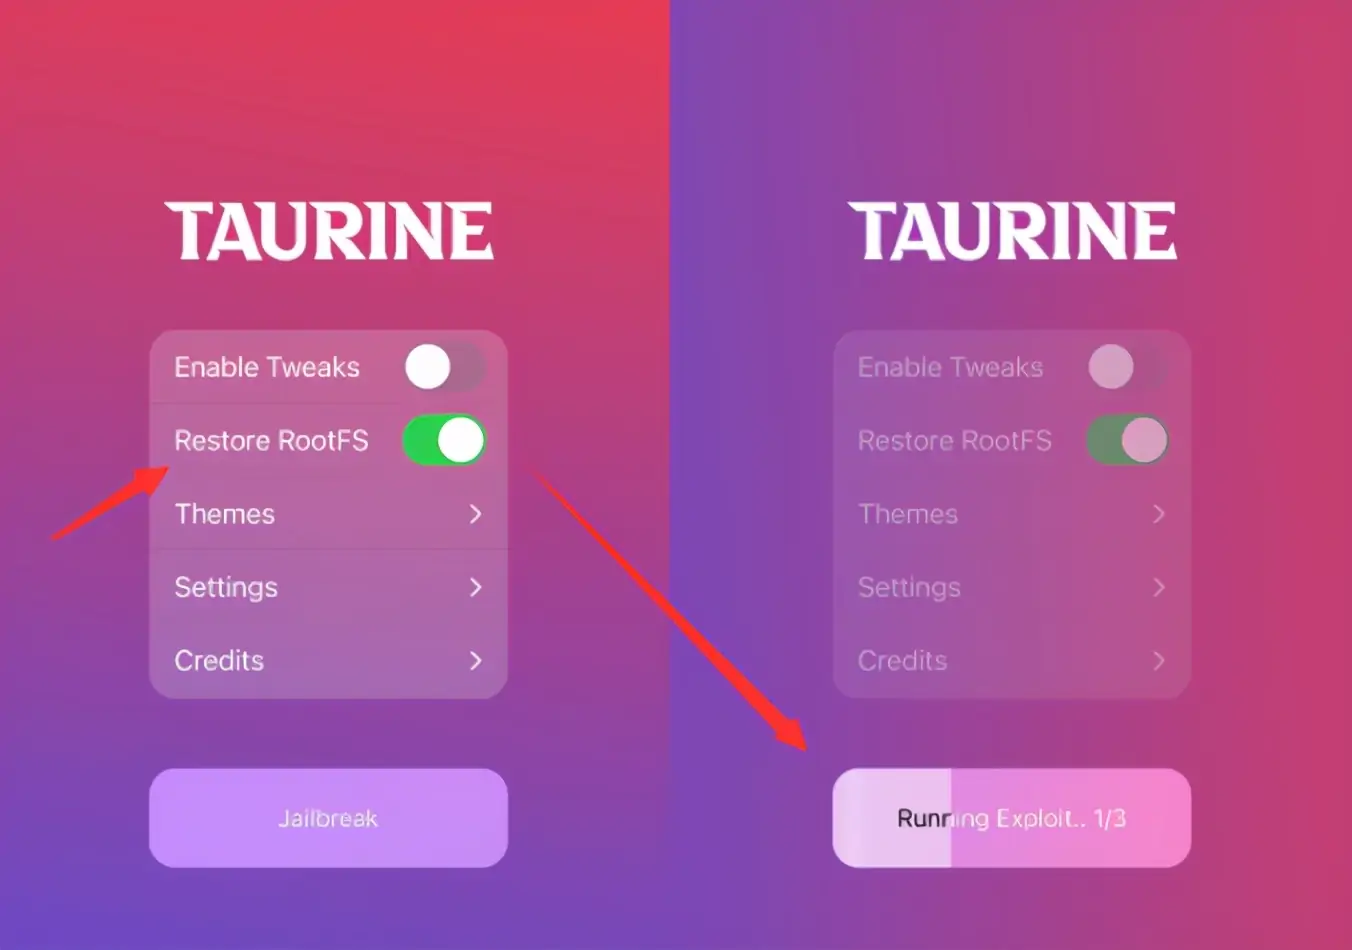 TAURINE
Enable Tweaks
Restore RootFS
Themes
Settings
Credits
Jailbreak
TAURINE
Enable Tweaks
Restore RootFS
Themes
Settings
Credits
Running Exploit.. 1/3